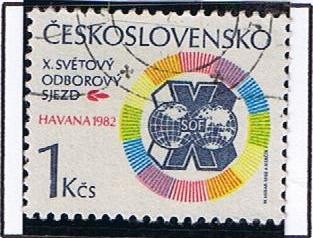 ČESKOSLOVENSKO
X. SVĚTOVÝ
ODBOROVÝ
SJEZD
HAVANA 1982
SOF
1 Kčs